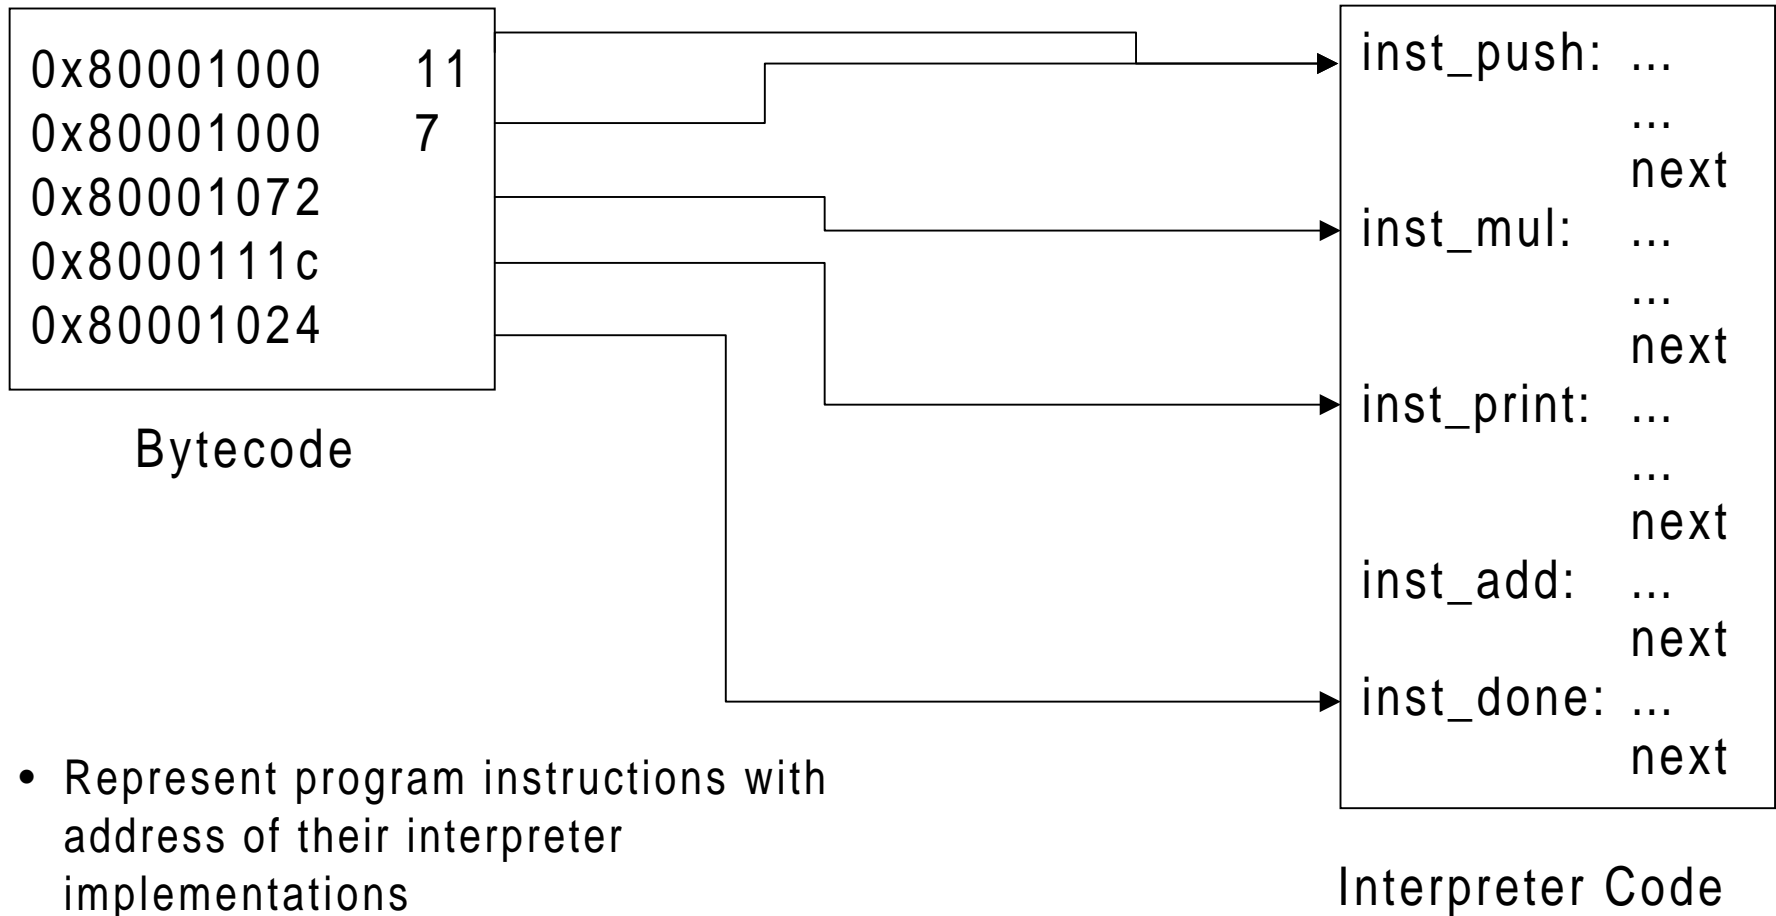 0x80001000 11
0x80001000 7
0x80001072
0x8000111c
0x80001024
Bytecode
inst_push: ...
...
next
inst_mul: ...
...
next
inst_print: ...
...
next
inst_add: ...
next
inst_done: ...
next
Interpreter Code
• Represent program instructions with
address of their interpreter
implementations